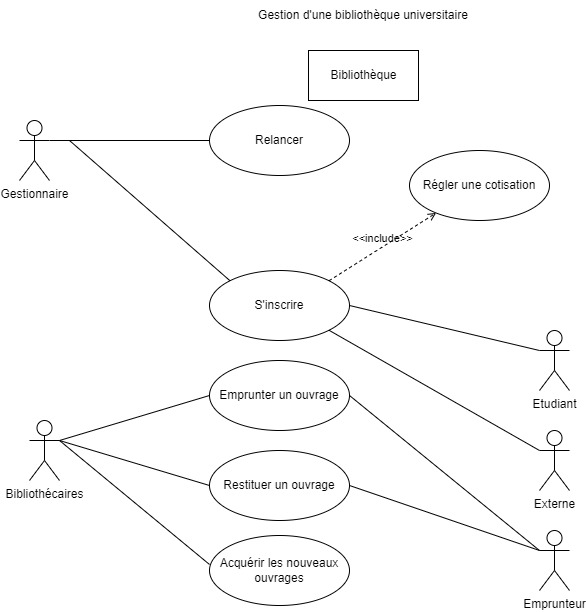 Gestion d'une bibliothèque universitaire
Bibliothèque
Relancer
Gestionnaire
Régler une cotisation
<<include>>
S'inscrire
Etudiant
Emprunter un ouvrage
Bibliothécaires
Restituer un ouvrage
Externe
Acquérir les nouveaux
ouvrages
Emprunteur